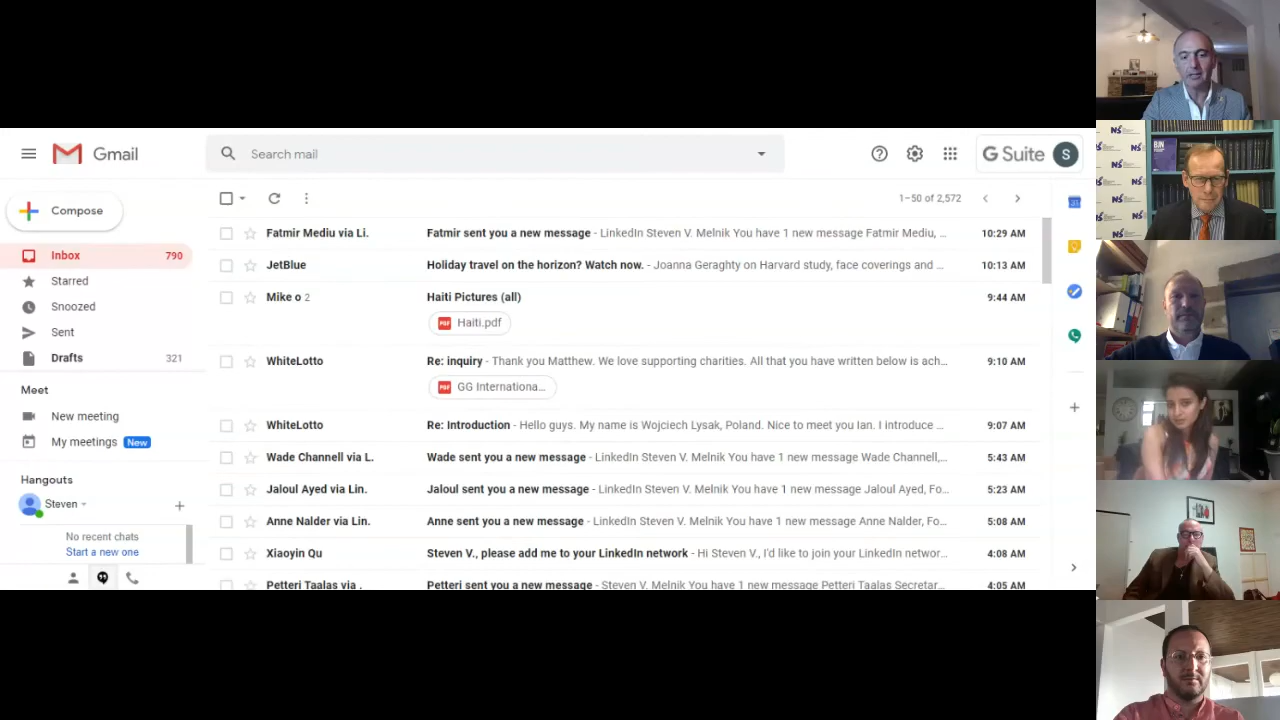 Gmail
Search mail
G Suite
S
Compose
1–50 of 2,572
Inbox 790
Starred
Snoozed
Sent
Drafts 321
Meet
New meeting
My meetings New
Hangouts
Steven
No recent chats
Start a new one
Fatmir Mediu via Li. Fatmir sent you a new message - LinkedIn Steven V. Melnik You have 1 new message Fatmir Mediu, ... 10:29 AM
JetBlue Holiday travel on the horizon? Watch now. - Joanna Geraghty on Harvard study, face coverings and ... 10:13 AM
Mike o 2 Haiti Pictures (all) 9:44 AM
PDF Haiti.pdf
WhiteLotto Re: inquiry - Thank you Matthew. We love supporting charities. All that you have written below is ach... 9:10 AM
PDF GG Internationa...
WhiteLotto Re: Introduction - Hello guys. My name is Wojciech Lysak, Poland. Nice to meet you Ian. I introduce ... 9:07 AM
Wade Channell via L. Wade sent you a new message - LinkedIn Steven V. Melnik You have 1 new message Wade Channell,... 5:43 AM
Jaloul Ayed via Lin. Jaloul sent you a new message - LinkedIn Steven V. Melnik You have 1 new message Jaloul Ayed, Fo... 5:23 AM
Anne Nalder via Lin. Anne sent you a new message - LinkedIn Steven V. Melnik You have 1 new message Anne Nalder, Fo... 5:08 AM
Xiaoyin Qu Steven V., please add me to your LinkedIn network - Hi Steven V., I'd like to join your LinkedIn networ... 4:08 AM
Petteri Taalas via . Petteri sent you a new message - Steven V. Melnik You have 1 new message Petteri Taalas Secretar... 4:05 AM
31
BJN